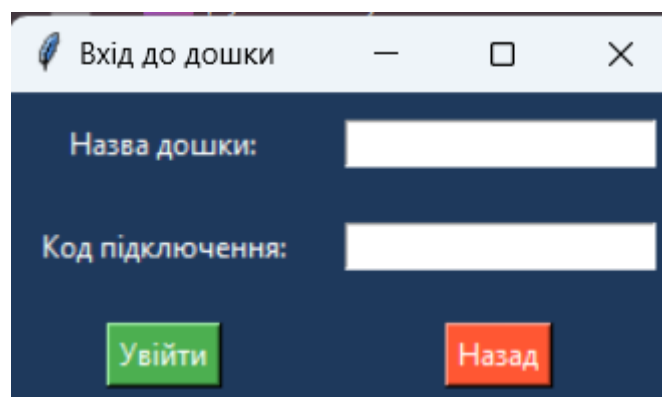 Вхід до дошки
Назва дошки:
Код підключення:
Увійти Назад